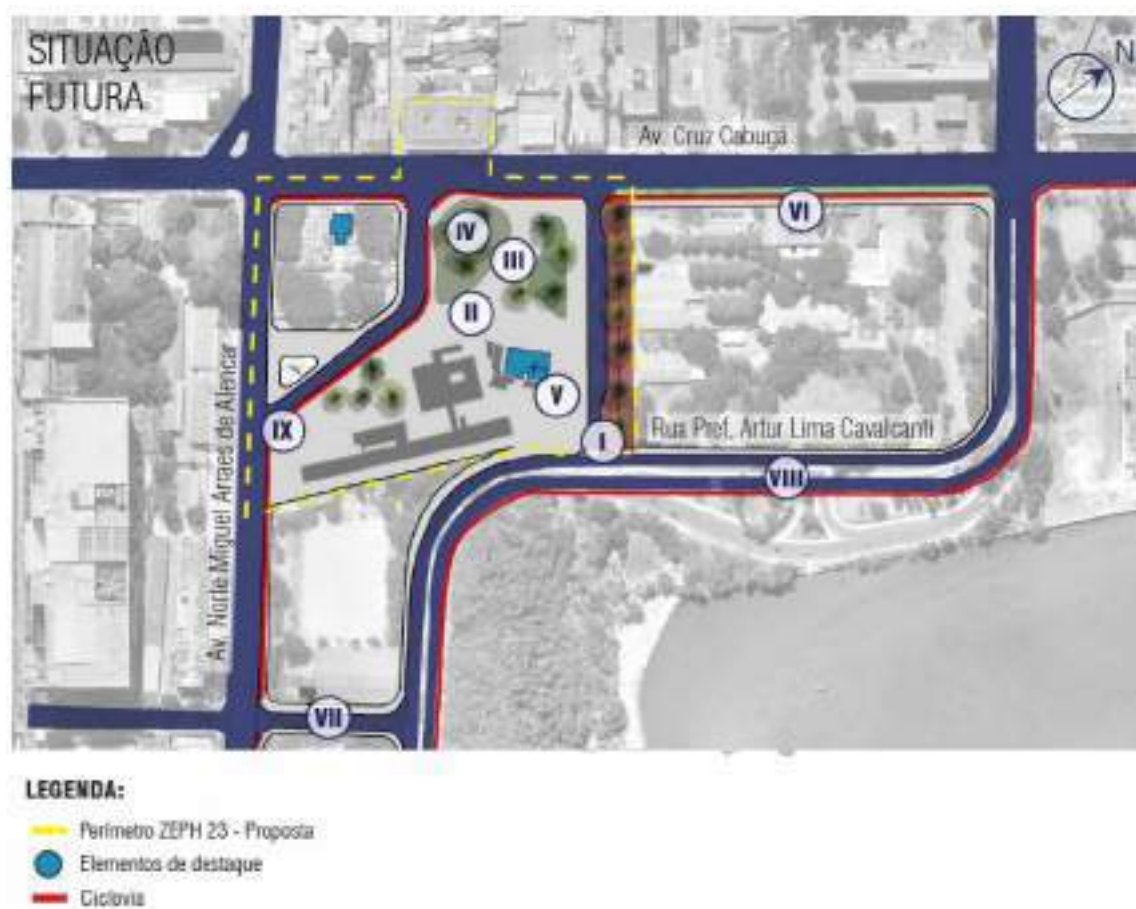 SITUAÇÃO
FUTURA
N
Av. Cruz Cabugá
VI
IV
III
II
V
Av. Norte Miguel Arraes de Alencar
IX
I
Rua Pref. Artur Lima Cavalcanti
VIII
VII
LEGENDA:
Perímetro ZEPH 23 - Proposta
Elementos de destaque
Ciclovia